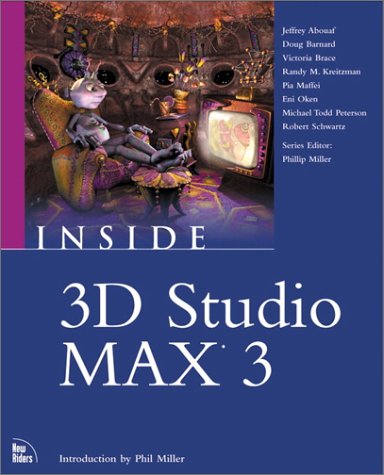 Jeffrey Abouaf
Doug Barnard
Victoria Brace
Randy M. Kreitzman
Pia Maffei
Eni Oken
Michael Todd Peterson
Robert Schwartz
Series Editor:
Phillip Miller
INSIDE
3D Studio
MAX 3
New
Riders
Introduction by Phil Miller